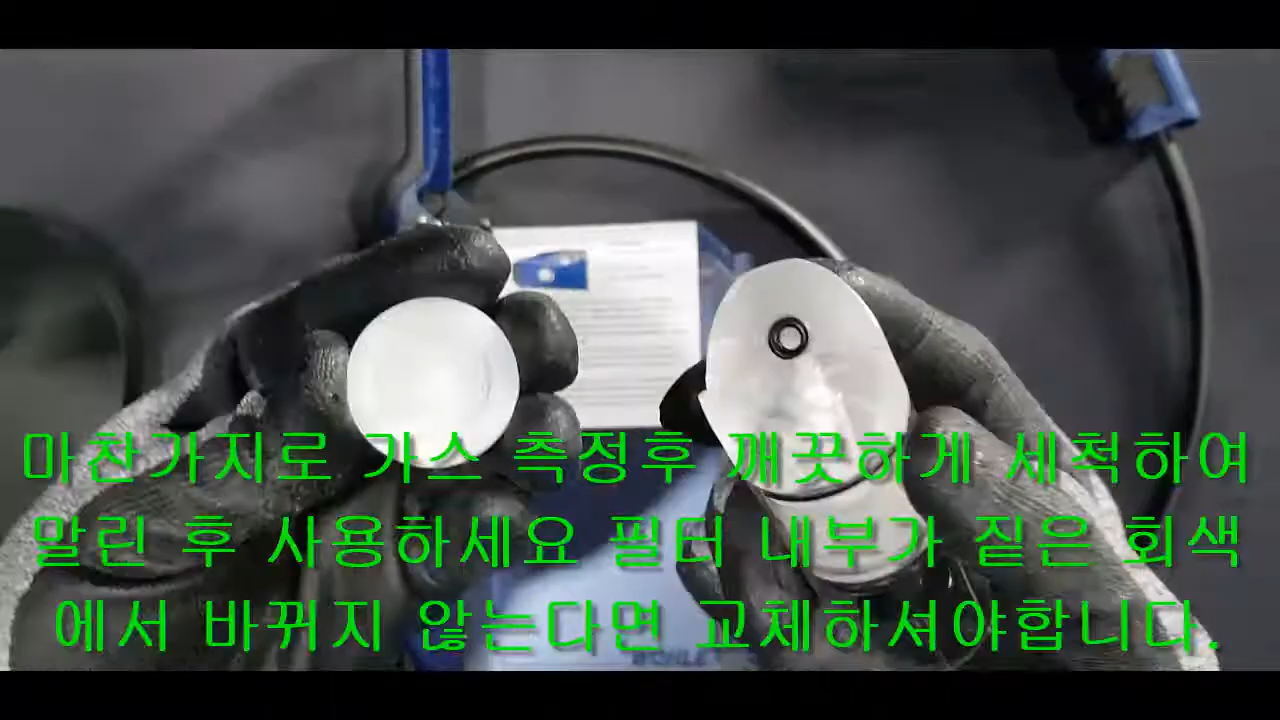 마찬가지로 가스 측정후 깨끗하게 세척하여
말린 후 사용하세요 필터 내부가 짙은 회색
에서 바뀌지 않는다면 교체하셔야합니다.